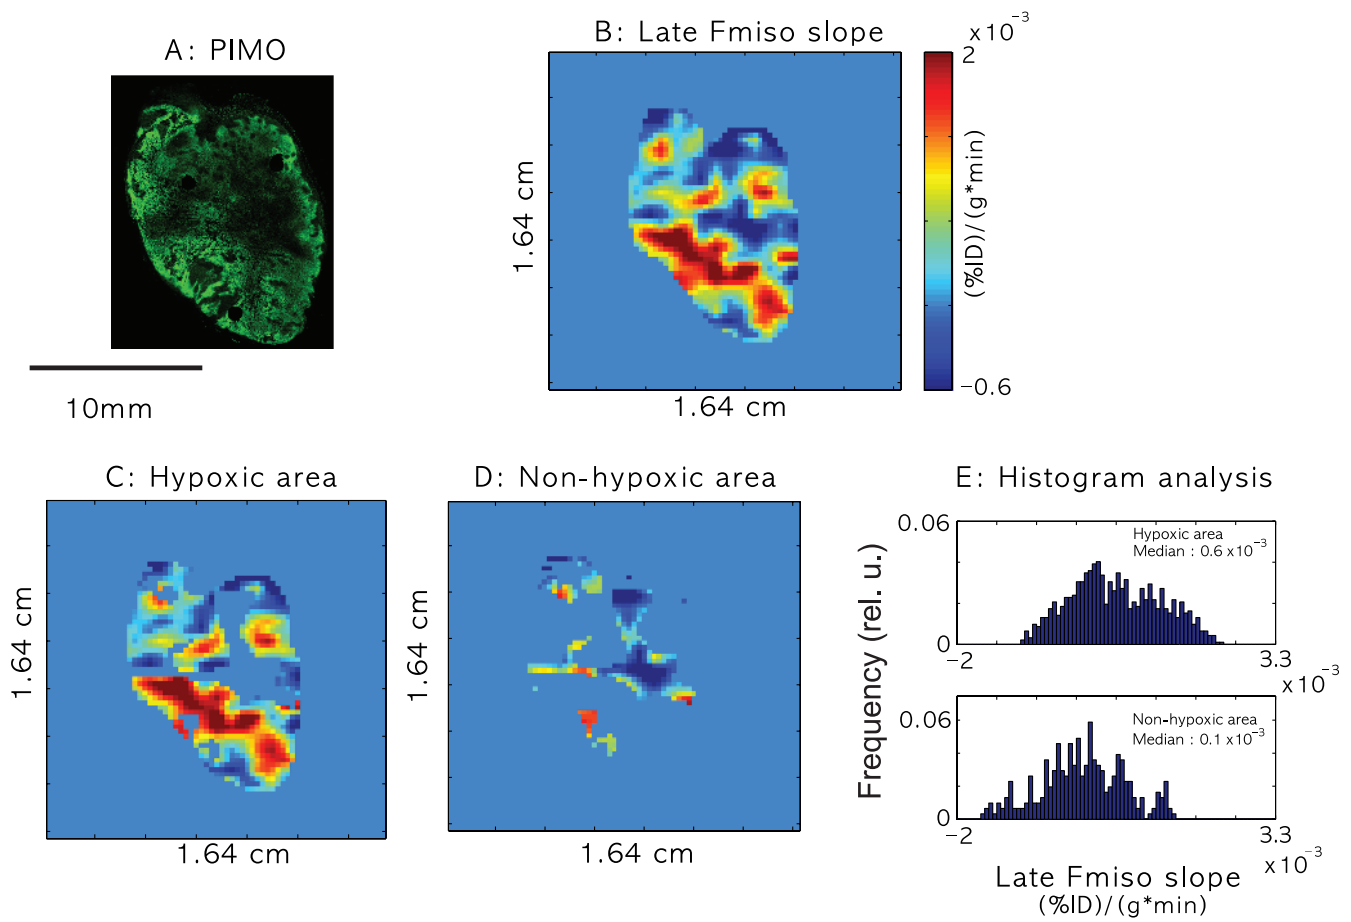 A: PIMO
10mm
B: Late Fmiso slope
1.64 cm
1.64 cm
x10⁻³
2
(%ID)/(g*min)
−0.6
C: Hypoxic area
1.64 cm
1.64 cm
D: Non-hypoxic area
1.64 cm
1.64 cm
E: Histogram analysis
Frequency (rel. u.)
0.06
0
Hypoxic area
Median : 0.6 x10⁻³
−2
3.3
x10⁻³
0.06
0
Non-hypoxic area
Median : 0.1 x10⁻³
−2
3.3
x10⁻³
Late Fmiso slope
(%ID)/(g*min)